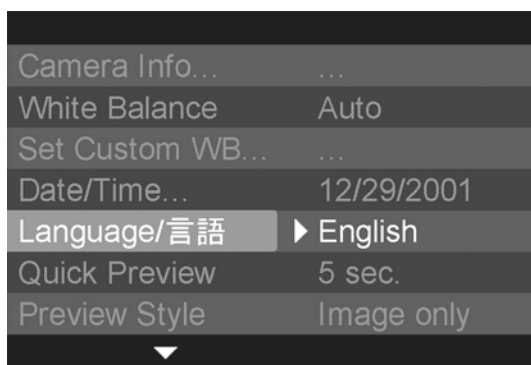 Camera Info... ...
White Balance Auto
Set Custom WB... ...
Date/Time... 12/29/2001
Language/言語 English
Quick Preview 5 sec.
Preview Style Image only